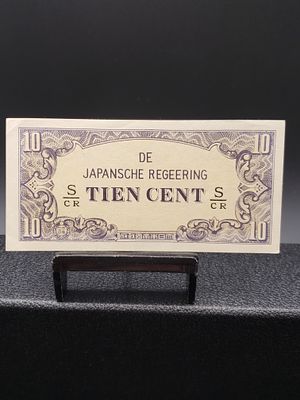 10 10
DE
JAPANSCHE REGEERING
S/CR TIEN CENT S/CR
10 10